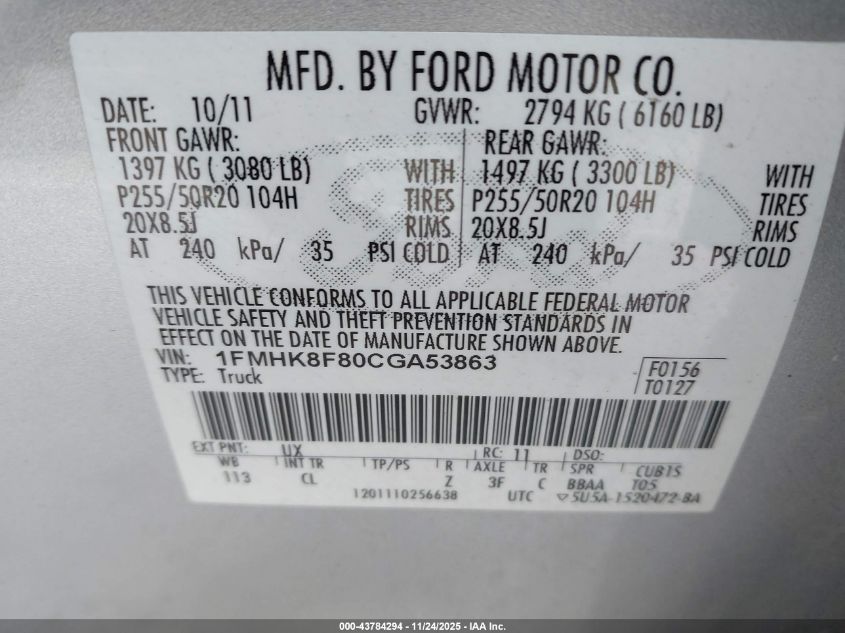 MFD. BY FORD MOTOR CO.
DATE: 10/11 GVWR: 2794 KG ( 6160 LB)
FRONT GAWR: REAR GAWR:
1397 KG ( 3080 LB) WITH 1497 KG ( 3300 LB) WITH
P255/50R20 104H TIRES P255/50R20 104H TIRES
20X8.5J RIMS 20X8.5J RIMS
AT 240 kPa/ 35 PSI COLD AT 240 kPa/ 35 PSI COLD
THIS VEHICLE CONFORMS TO ALL APPLICABLE FEDERAL MOTOR
VEHICLE SAFETY AND THEFT PREVENTION STANDARDS IN
EFFECT ON THE DATE OF MANUFACTURE SHOWN ABOVE.
VIN: 1FMHK8F80CGA53863 F0156
TYPE: Truck T0127
EXT PNT: UX RC: 11 DSO:
WB INT TR TP/PS R AXLE TR SPR CUB1S
113 CL Z 3F C BBAA T05
1201110256638 UTC 5U5A-1520472-BA
000-43784294 - 11/24/2025 - IAA Inc.